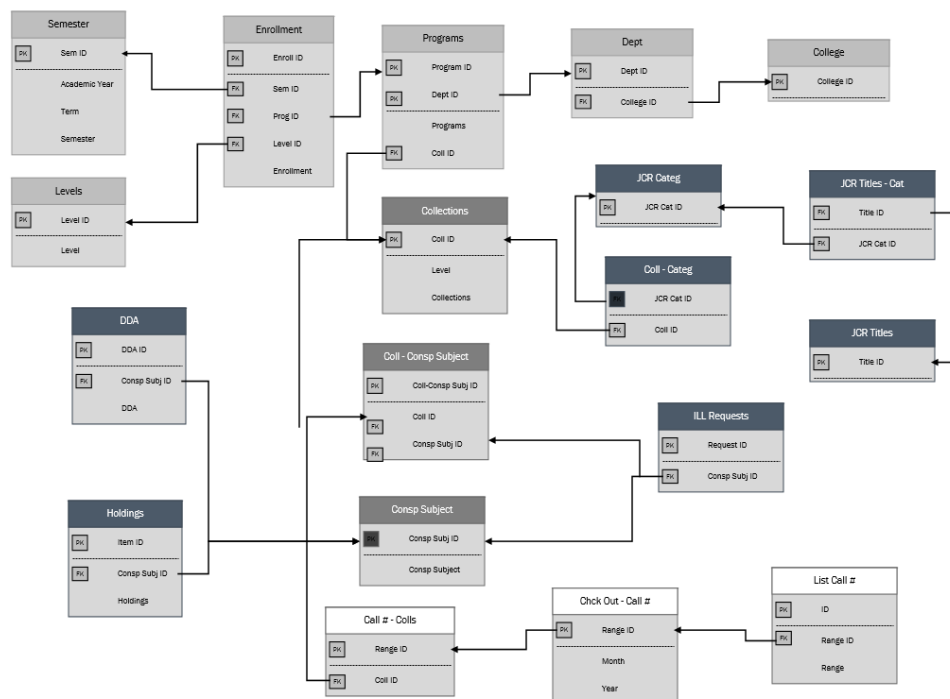 Semester
PK Sem ID
Academic Year
Term
Semester
Enrollment
PK Enroll ID
FK Sem ID
FK Prog ID
FK Level ID
Enrollment
Programs
PK Program ID
PK Dept ID
Programs
FK Coll ID
Dept
PK Dept ID
FK College ID
College
PK College ID
Levels
PK Level ID
Level
Collections
PK Coll ID
Level
Collections
JCR Categ
PK JCR Cat ID
JCR Titles - Cat
FK Title ID
FK JCR Cat ID
Coll - Categ
JCR Cat ID
FK Coll ID
DDA
PK DDA ID
FK Consp Subj ID
DDA
Coll - Consp Subject
PK Coll-Consp Subj ID
FK Coll ID
FK Consp Subj ID
JCR Titles
PK Title ID
ILL Requests
PK Request ID
FK Consp Subj ID
Holdings
PK Item ID
FK Consp Subj ID
Holdings
Consp Subject
PK Consp Subj ID
Consp Subject
Call # - Colls
PK Range ID
FK Coll ID
Chck Out - Call #
PK Range ID
Month
Year
List Call #
PK ID
FK Range ID
Range